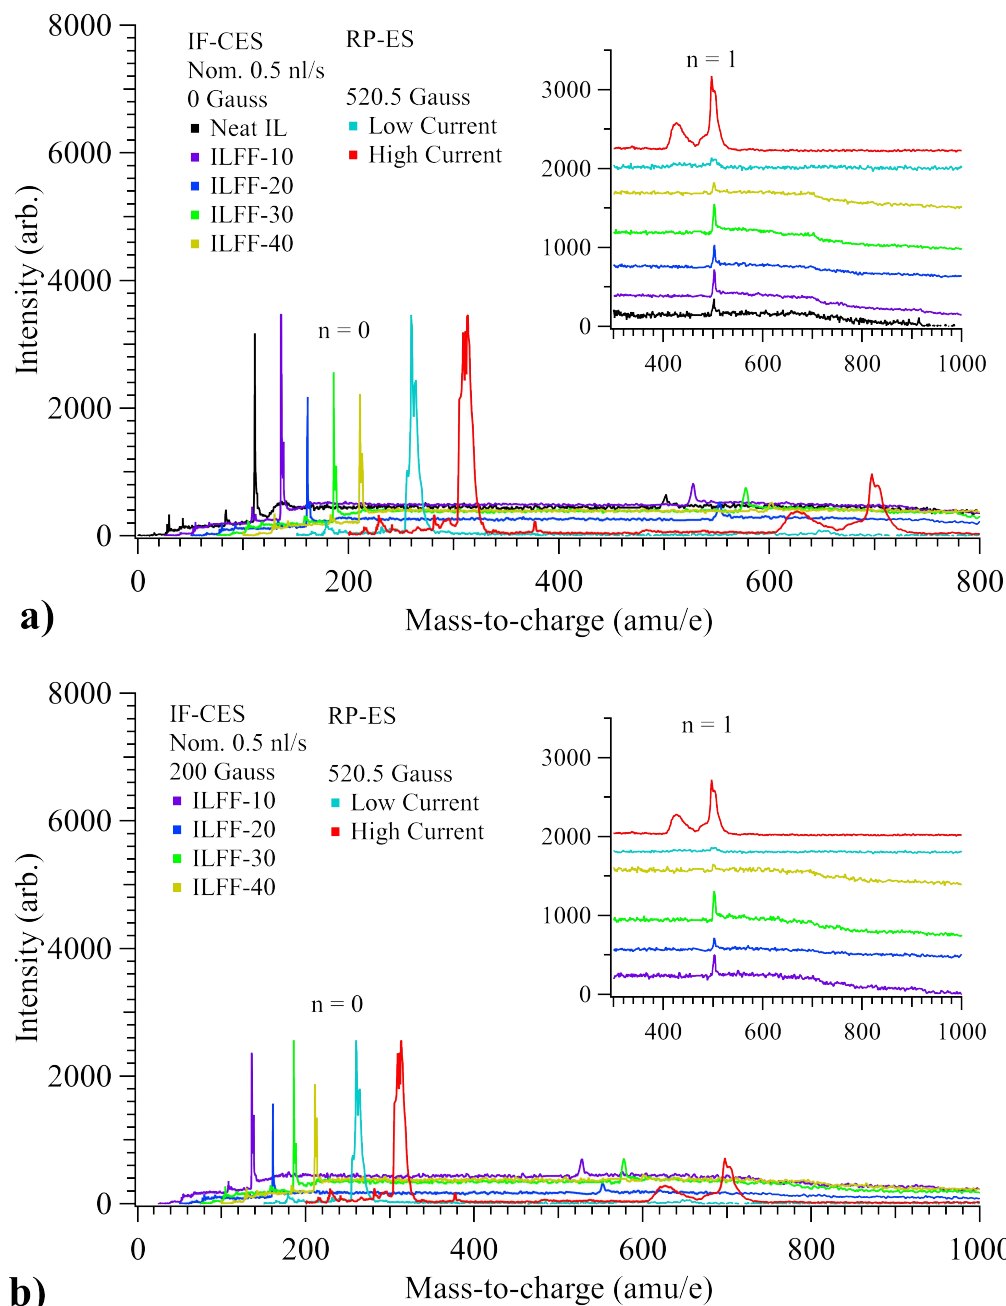 8000
6000
4000
2000
0
Intensity (arb.)
IF-CES
Nom. 0.5 nl/s
0 Gauss
Neat IL
ILFF-10
ILFF-20
ILFF-30
ILFF-40
RP-ES
520.5 Gauss
Low Current
High Current
n = 0
n = 1
3000
2000
1000
0
400 600 800 1000
0 200 400 600 800
Mass-to-charge (amu/e)
a)
8000
6000
4000
2000
0
Intensity (arb.)
IF-CES
Nom. 0.5 nl/s
200 Gauss
ILFF-10
ILFF-20
ILFF-30
ILFF-40
RP-ES
520.5 Gauss
Low Current
High Current
n = 0
n = 1
3000
2000
1000
0
400 600 800 1000
0 200 400 600 800 1000
Mass-to-charge (amu/e)
b)